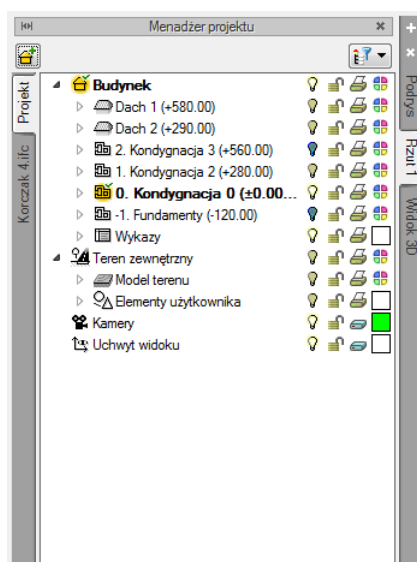 Menadżer projektu
Projekt
Korczak 4.ifc
Budynek
Dach 1 (+580.00)
Dach 2 (+290.00)
2. Kondygnacja 3 (+560.00)
1. Kondygnacja 2 (+280.00)
0. Kondygnacja 0 (±0.00...
-1. Fundamenty (-120.00)
Wykazy
Teren zewnętrzny
Model terenu
Elementy użytkownika
Kamery
Uchwyt widoku
Podrys
Rzut 1
Widok 3D